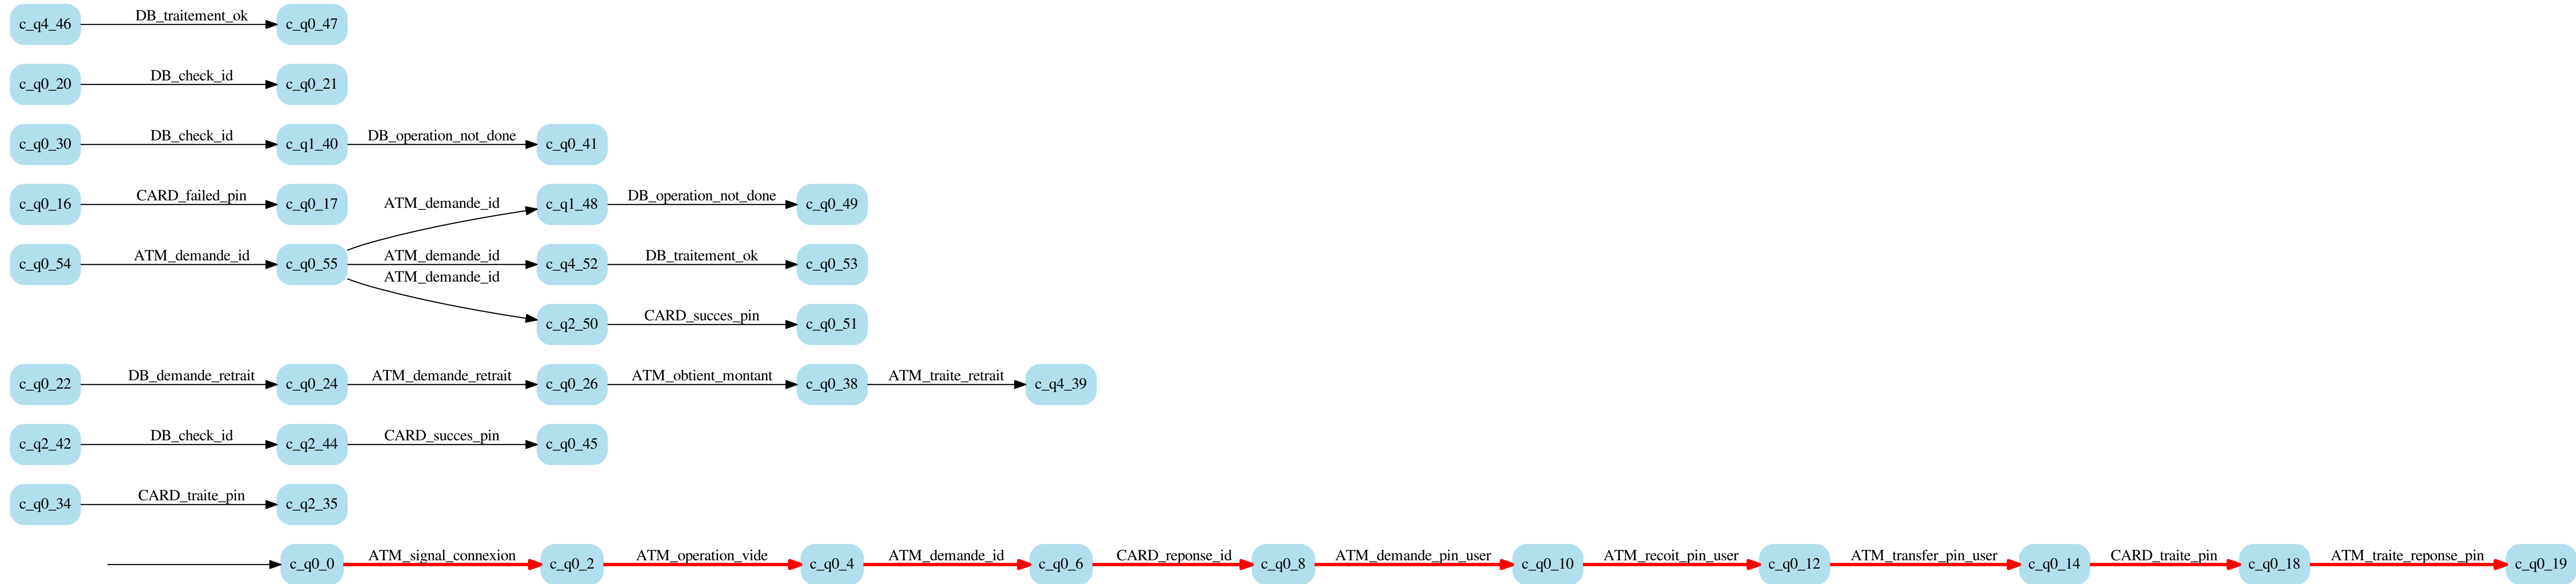 c_q4_46 DB_traitement_ok c_q0_47
c_q0_20 DB_check_id c_q0_21
c_q0_30 DB_check_id c_q1_40 DB_operation_not_done c_q0_41
c_q0_16 CARD_failed_pin c_q0_17 ATM_demande_id c_q1_48 DB_operation_not_done c_q0_49
c_q0_54 ATM_demande_id c_q0_55 ATM_demande_id c_q4_52 DB_traitement_ok c_q0_53
ATM_demande_id
c_q2_50 CARD_succes_pin c_q0_51
c_q0_22 DB_demande_retrait c_q0_24 ATM_demande_retrait c_q0_26 ATM_obtient_montant c_q0_38 ATM_traite_retrait c_q4_39
c_q2_42 DB_check_id c_q2_44 CARD_succes_pin c_q0_45
c_q0_34 CARD_traite_pin c_q2_35
c_q0_0 ATM_signal_connexion c_q0_2 ATM_operation_vide c_q0_4 ATM_demande_id c_q0_6 CARD_reponse_id c_q0_8 ATM_demande_pin_user c_q0_10 ATM_recoit_pin_user c_q0_12 ATM_transfer_pin_user c_q0_14 CARD_traite_pin c_q0_18 ATM_traite_reponse_pin c_q0_19